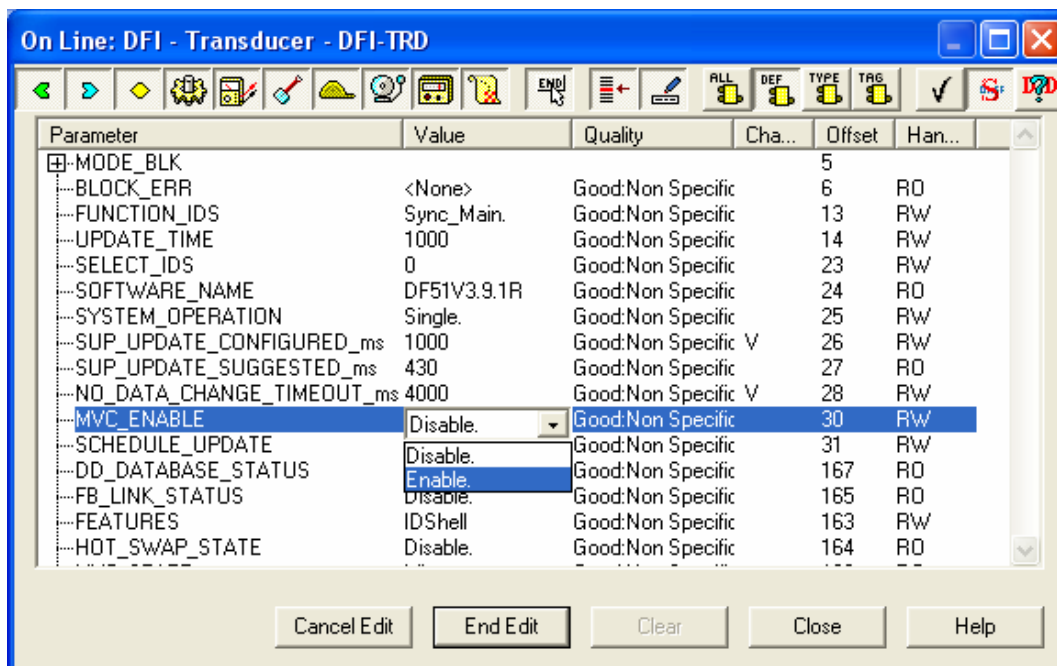 On Line: DFI - Transducer - DFI-TRD
END ALL DEF TYPE TAG
Parameter Value Quality Cha... Offset Han...
MODE_BLK 5
BLOCK_ERR <None> Good:Non Specific 6 RO
FUNCTION_IDS Sync_Main. Good:Non Specific 13 RW
UPDATE_TIME 1000 Good:Non Specific 14 RW
SELECT_IDS 0 Good:Non Specific 23 RW
SOFTWARE_NAME DF51V3.9.1R Good:Non Specific 24 RO
SYSTEM_OPERATION Single. Good:Non Specific 25 RW
SUP_UPDATE_CONFIGURED_ms 1000 Good:Non Specific V 26 RW
SUP_UPDATE_SUGGESTED_ms 430 Good:Non Specific 27 RO
NO_DATA_CHANGE_TIMEOUT_ms 4000 Good:Non Specific V 28 RW
MVC_ENABLE Disable. Good:Non Specific 30 RW
SCHEDULE_UPDATE Disable. Good:Non Specific 31 RW
DD_DATABASE_STATUS Enable. Good:Non Specific 167 RO
FB_LINK_STATUS Disable. Good:Non Specific 165 RO
FEATURES IDShell Good:Non Specific 163 RW
HOT_SWAP_STATE Disable. Good:Non Specific 164 RO
Cancel Edit End Edit Clear Close Help